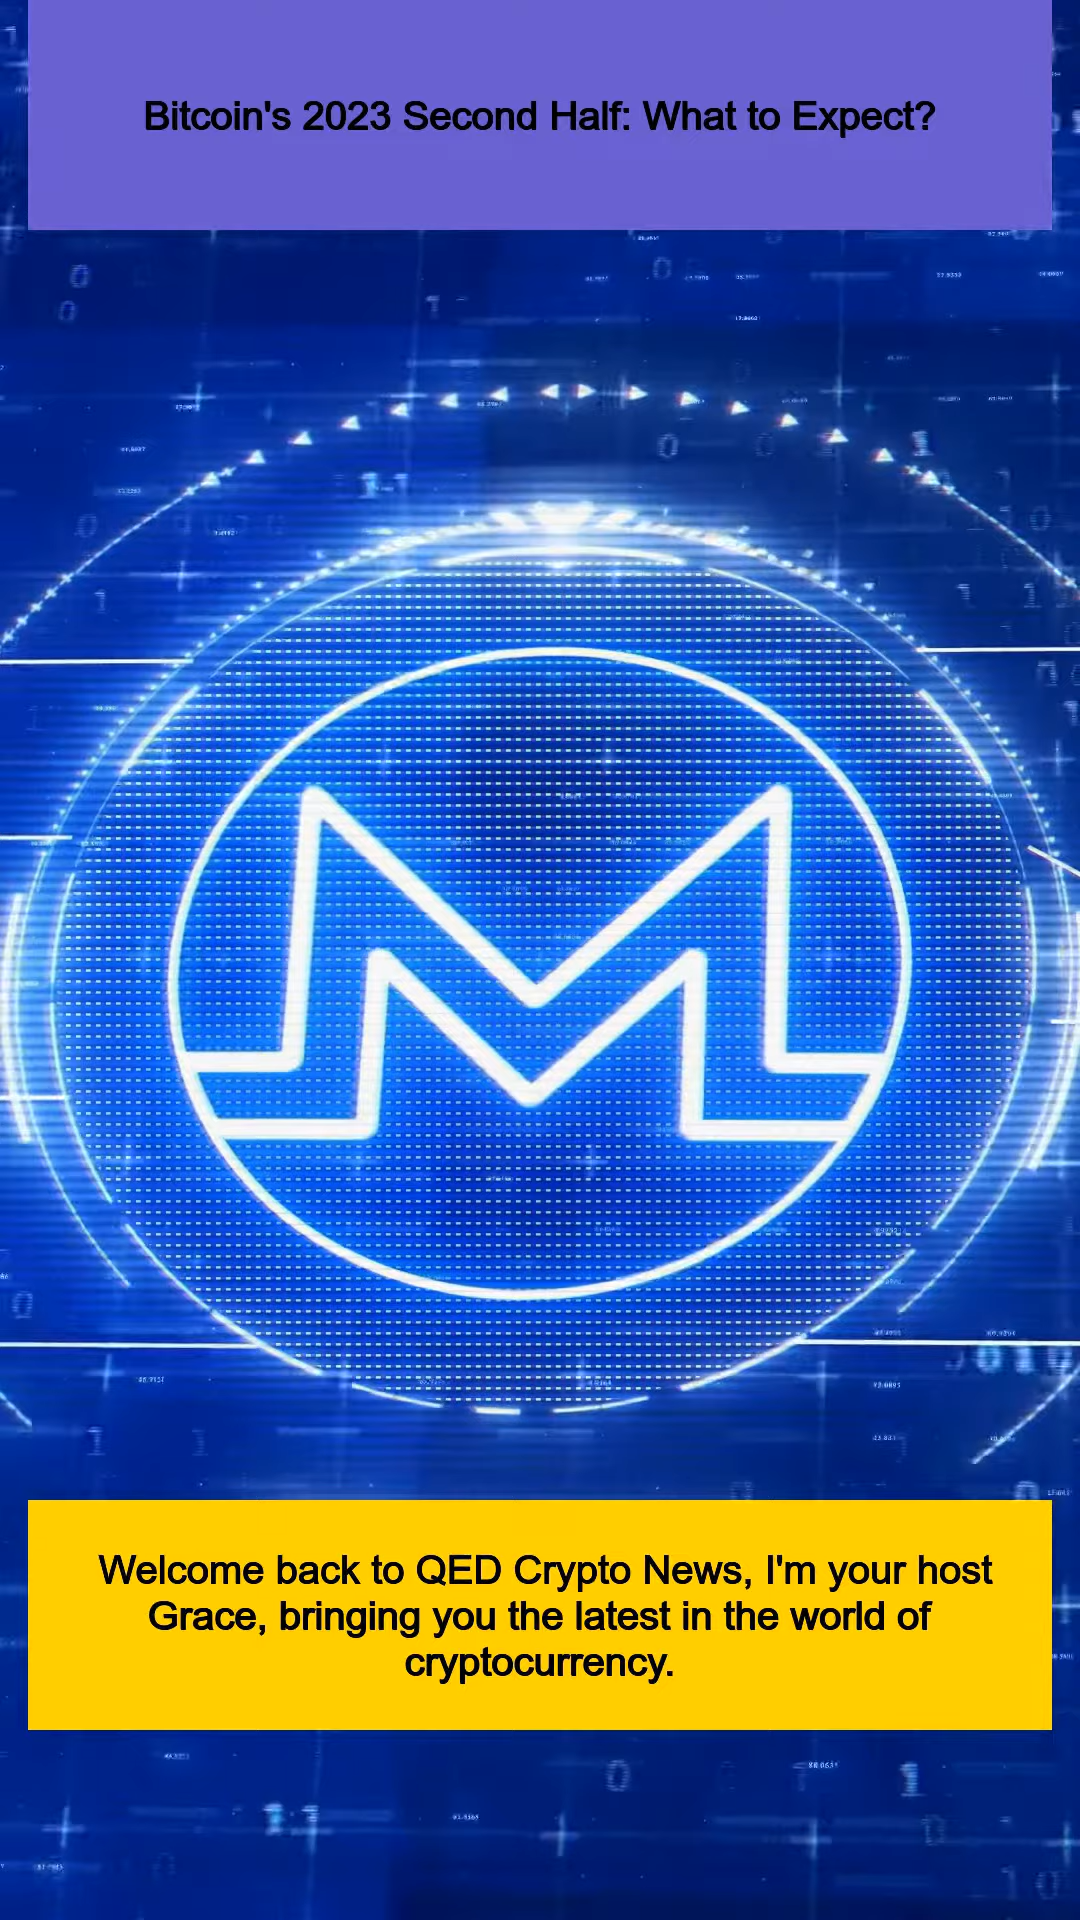 Bitcoin's 2023 Second Half: What to Expect?
Welcome back to QED Crypto News, I'm your host
Grace, bringing you the latest in the world of
cryptocurrency.